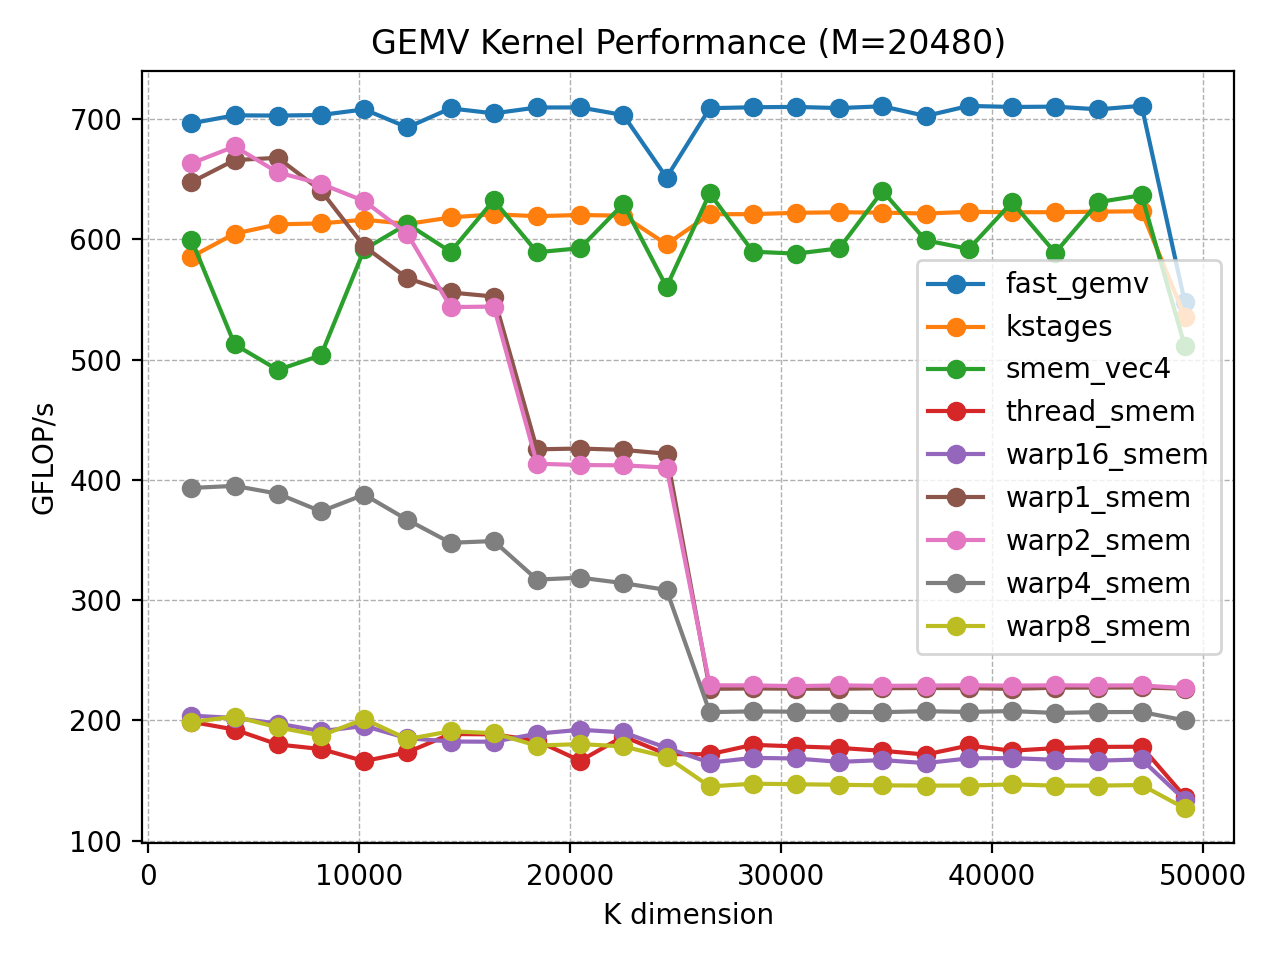 GEMV Kernel Performance (M=20480)
GFLOP/s
700
600
500
400
300
200
100
0
10000
20000
30000
40000
50000
K dimension
fast_gemv
kstages
smem_vec4
thread_smem
warp16_smem
warp1_smem
warp2_smem
warp4_smem
warp8_smem